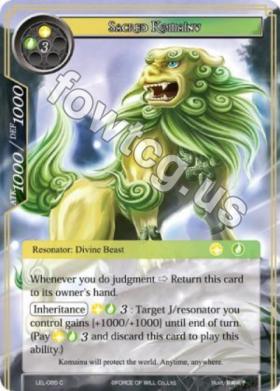 Sacred Komainu
3
ATK 1000 / DEF 1000
fowtcg.us
Resonator: Divine Beast
Whenever you do judgment ⇨ Return this card
to its owner's hand.
Inheritance 3 : Target J/resonator you
control gains [+1000/+1000] until end of turn.
(Pay 3 and discard this card to play this
ability.)
Komainu will protect the world. Anytime, anywhere.
LEL-086 C
©FORCE OF WILL Co.,Ltd.
Illust.